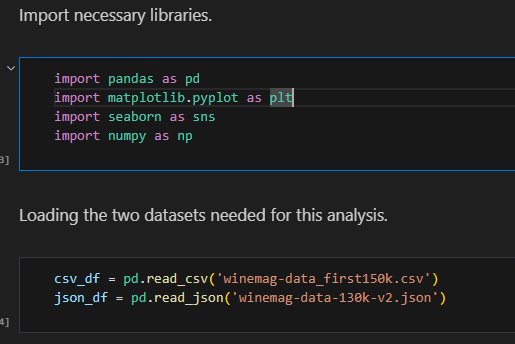 Import necessary libraries.
import pandas as pd
import matplotlib.pyplot as plt
import seaborn as sns
import numpy as np
3]
Loading the two datasets needed for this analysis.
csv_df = pd.read_csv('winemag-data_first150k.csv')
json_df = pd.read_json('winemag-data-130k-v2.json')
4]